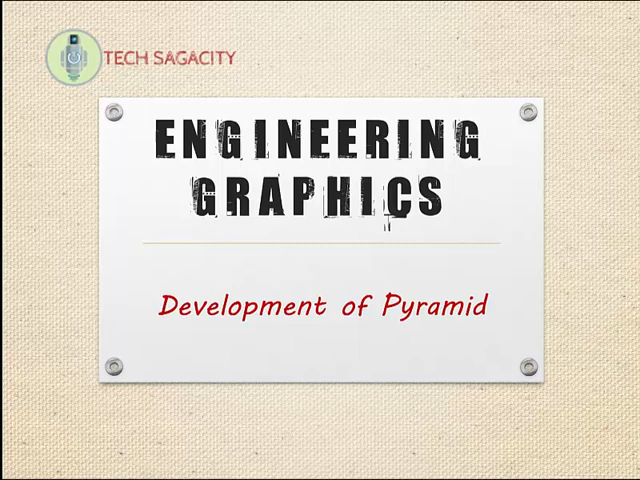 TECH SAGACITY
ENGINEERING
GRAPHICS
Development of Pyramid